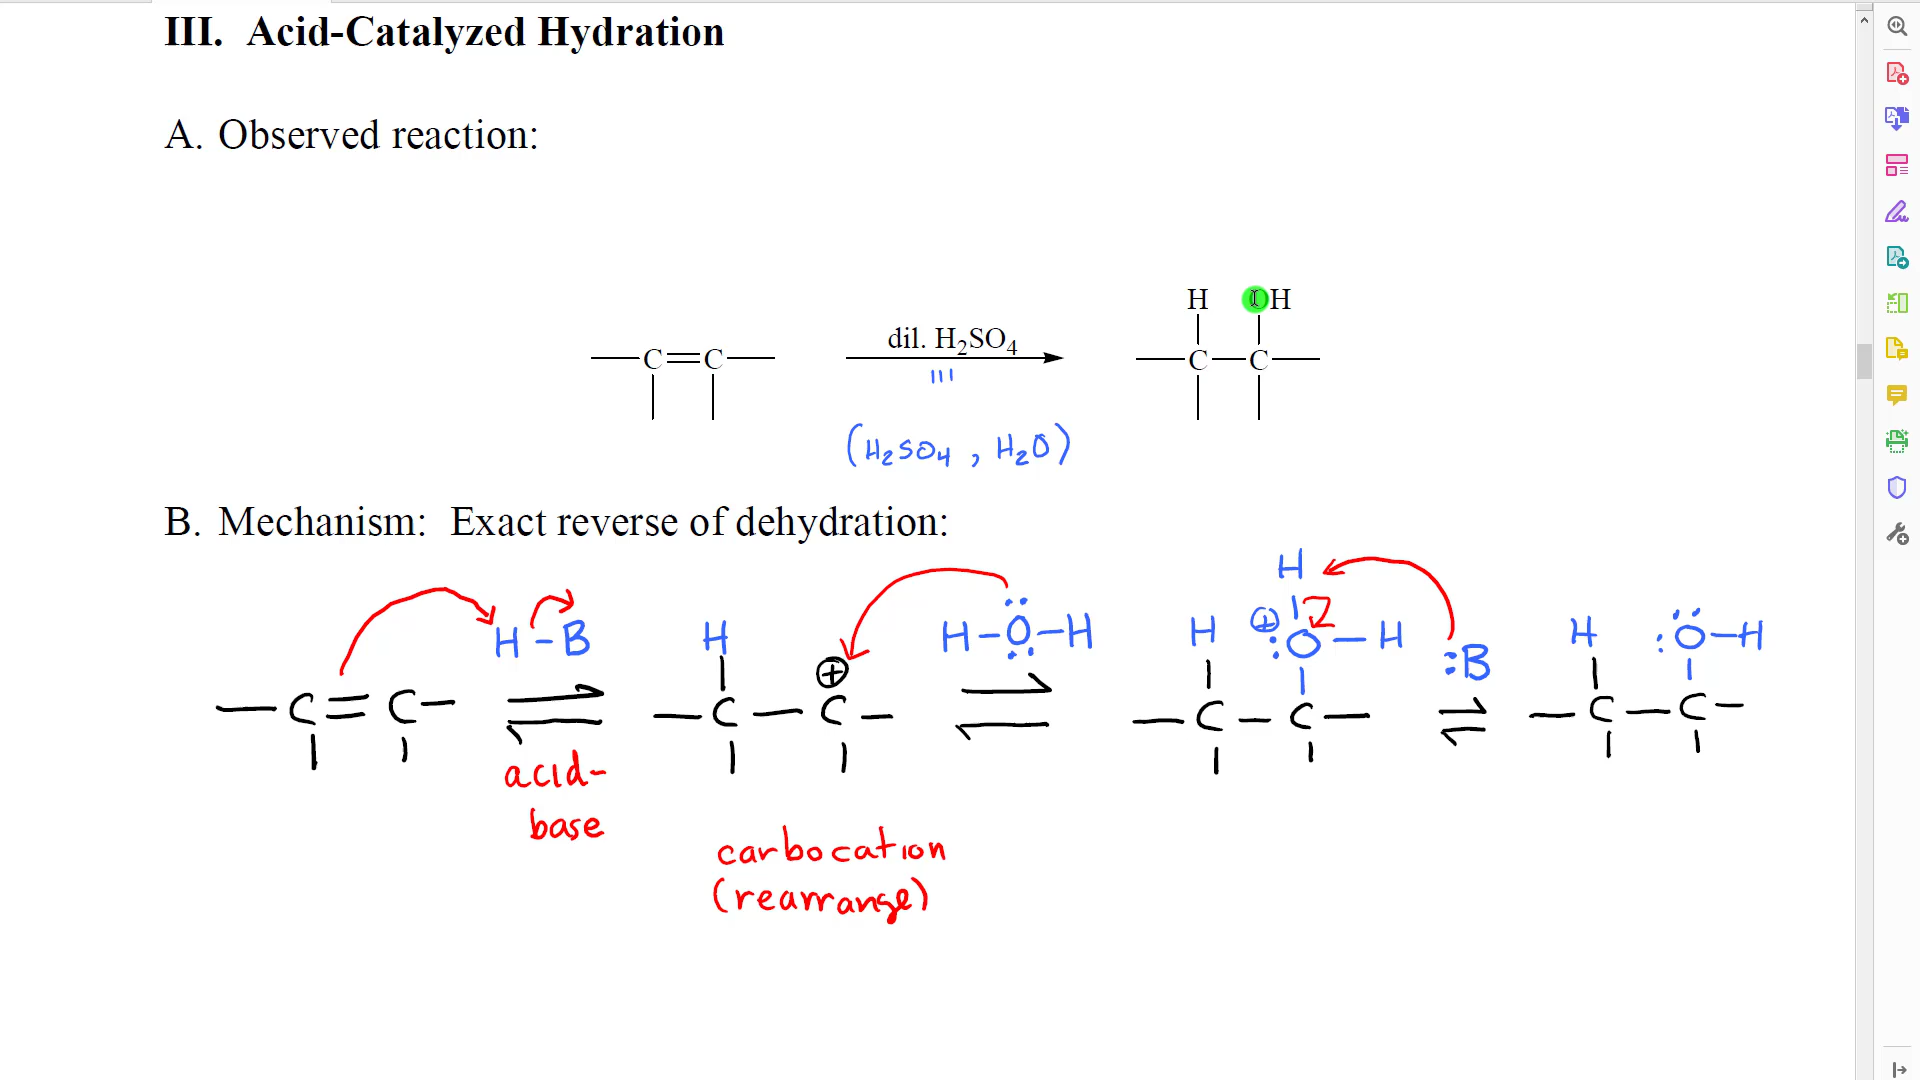 III. Acid-Catalyzed Hydration
A. Observed reaction:
H OH
C=C dil. H₂SO₄ C—C
(H₂SO₄, H₂O)
B. Mechanism: Exact reverse of dehydration:
H
H–B H ⊕ H–Ö–H H ⊕ :O–H :B H :Ö–H
–C=C– ⇌ –C–C– ⇌ –C–C– ⇌ –C–C–
acid-
base
carbocation
(rearrange)